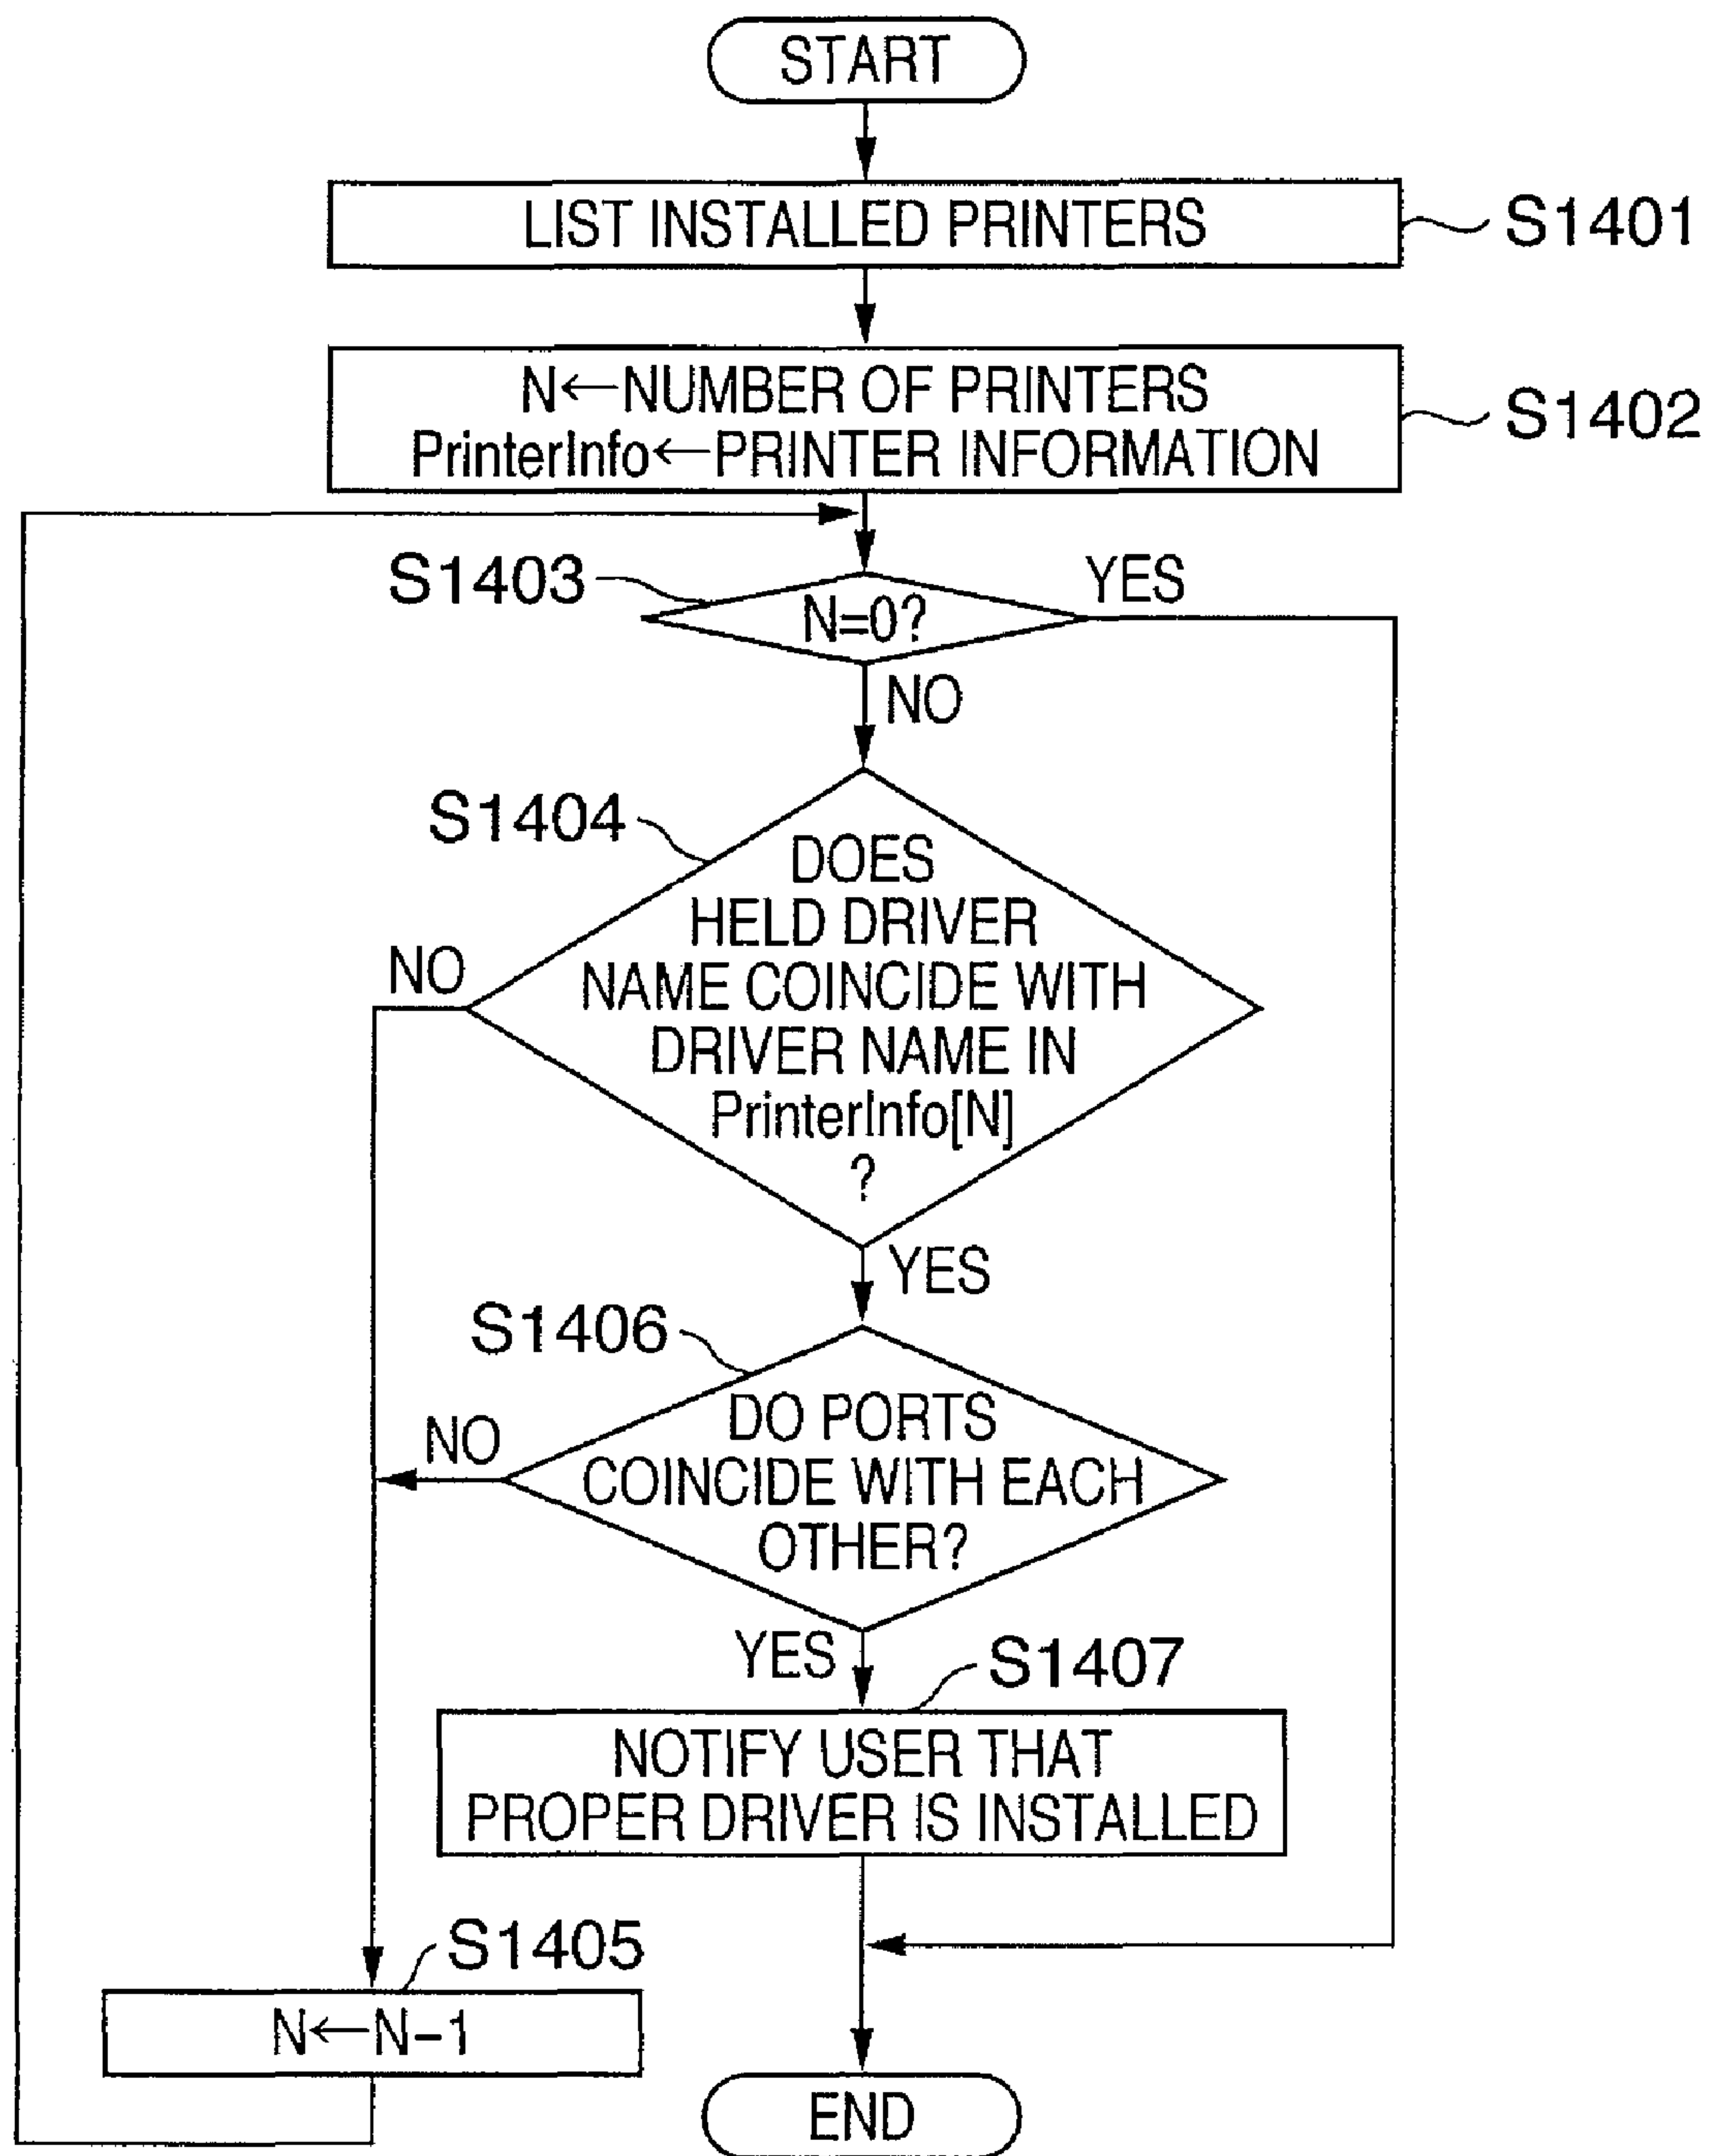 START
LIST INSTALLED PRINTERS
S1401
N←NUMBER OF PRINTERS
PrinterInfo←PRINTER INFORMATION
S1402
S1403
N=0?
YES
NO
S1404
DOES
HELD DRIVER
NAME COINCIDE WITH
DRIVER NAME IN
PrinterInfo[N]
?
NO
YES
S1406
DO PORTS
COINCIDE WITH EACH
OTHER?
NO
YES
S1407
NOTIFY USER THAT
PROPER DRIVER IS INSTALLED
S1405
N←N-1
END